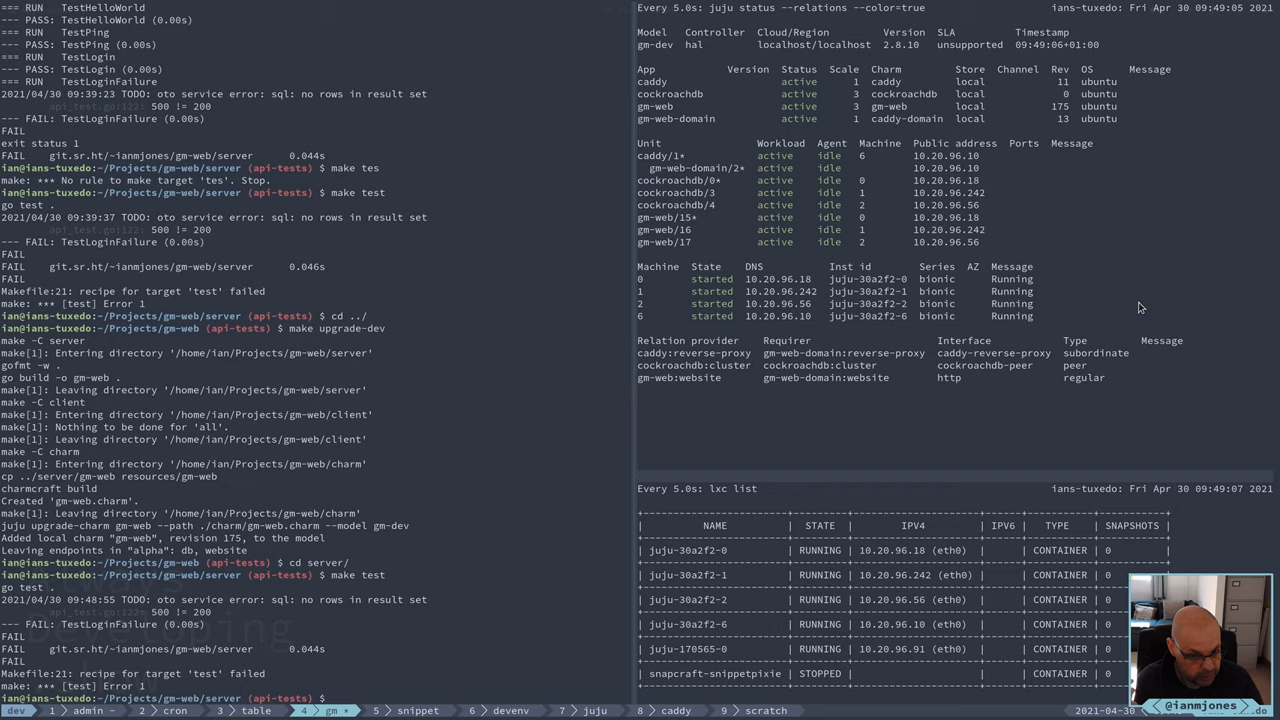 === RUN   TestHelloWorld
--- PASS: TestHelloWorld (0.00s)
=== RUN   TestPing
--- PASS: TestPing (0.00s)
=== RUN   TestLogin
--- PASS: TestLogin (0.00s)
=== RUN   TestLoginFailure
2021/04/30 09:39:23 TODO: oto service error: sql: no rows in result set
api_test.go:122: 500 != 200
--- FAIL: TestLoginFailure (0.00s)
FAIL
exit status 1
FAIL    git.sr.ht/~ianmjones/gm-web/server      0.044s
ian@ians-tuxedo:~/Projects/gm-web/server (api-tests) $ make tes
make: *** No rule to make target 'tes'. Stop.
ian@ians-tuxedo:~/Projects/gm-web/server (api-tests) $ make test
go test .
2021/04/30 09:39:37 TODO: oto service error: sql: no rows in result set
api_test.go:122: 500 != 200
--- FAIL: TestLoginFailure (0.00s)
FAIL
FAIL    git.sr.ht/~ianmjones/gm-web/server      0.046s
FAIL
Makefile:21: recipe for target 'test' failed
make: *** [test] Error 1
ian@ians-tuxedo:~/Projects/gm-web/server (api-tests) $ cd ../
ian@ians-tuxedo:~/Projects/gm-web (api-tests) $ make upgrade-dev
make -C server
make[1]: Entering directory '/home/ian/Projects/gm-web/server'
gofmt -w .
go build -o gm-web .
make[1]: Leaving directory '/home/ian/Projects/gm-web/server'
make -C client
make[1]: Entering directory '/home/ian/Projects/gm-web/client'
make[1]: Nothing to be done for 'all'.
make[1]: Leaving directory '/home/ian/Projects/gm-web/client'
make -C charm
make[1]: Entering directory '/home/ian/Projects/gm-web/charm'
cp ../server/gm-web resources/gm-web
charmcraft build
Created 'gm-web.charm'.
make[1]: Leaving directory '/home/ian/Projects/gm-web/charm'
juju upgrade-charm gm-web --path ./charm/gm-web.charm --model gm-dev
Added local charm "gm-web", revision 175, to the model
Leaving endpoints in "alpha": db, website
ian@ians-tuxedo:~/Projects/gm-web (api-tests) $ cd server/
ian@ians-tuxedo:~/Projects/gm-web/server (api-tests) $ make test
go test .
2021/04/30 09:48:55 TODO: oto service error: sql: no rows in result set
api_test.go:122: 500 != 200
--- FAIL: TestLoginFailure (0.00s)
FAIL
FAIL    git.sr.ht/~ianmjones/gm-web/server      0.044s
FAIL
Makefile:21: recipe for target 'test' failed
make: *** [test] Error 1
ian@ians-tuxedo:~/Projects/gm-web/server (api-tests) $
Developing
Every 5.0s: juju status --relations --color=true    ians-tuxedo: Fri Apr 30 09:49:05 2021
Model   Controller  Cloud/Region         Version  SLA          Timestamp
gm-dev  hal         localhost/localhost  2.8.10   unsupported  09:49:06+01:00
App            Version  Status  Scale  Charm         Store  Channel  Rev  OS      Message
caddy                   active      1  caddy         local            11  ubuntu
cockroachdb             active      3  cockroachdb   local             0  ubuntu
gm-web                  active      3  gm-web        local           175  ubuntu
gm-web-domain           active      1  caddy-domain  local            13  ubuntu
Unit               Workload  Agent  Machine  Public address  Ports  Message
caddy/1*           active    idle   6        10.20.96.10
gm-web-domain/2*   active    idle            10.20.96.10
cockroachdb/0*     active    idle   0        10.20.96.18
cockroachdb/3      active    idle   1        10.20.96.242
cockroachdb/4      active    idle   2        10.20.96.56
gm-web/15*         active    idle   0        10.20.96.18
gm-web/16          active    idle   1        10.20.96.242
gm-web/17          active    idle   2        10.20.96.56
Machine  State    DNS           Inst id        Series  AZ  Message
0        started  10.20.96.18   juju-30a2f2-0  bionic      Running
1        started  10.20.96.242  juju-30a2f2-1  bionic      Running
2        started  10.20.96.56   juju-30a2f2-2  bionic      Running
6        started  10.20.96.10   juju-30a2f2-6  bionic      Running
Relation provider    Requirer                     Interface            Type         Message
caddy:reverse-proxy  gm-web-domain:reverse-proxy  caddy-reverse-proxy  subordinate
cockroachdb:cluster  cockroachdb:cluster          cockroachdb-peer     peer
gm-web:website       gm-web-domain:website        http                 regular
Every 5.0s: lxc list    ians-tuxedo: Fri Apr 30 09:49:07 2021
| NAME | STATE | IPV4 | IPV6 | TYPE | SNAPSHOTS |
| juju-30a2f2-0 | RUNNING | 10.20.96.18 (eth0) | | CONTAINER | 0 |
| juju-30a2f2-1 | RUNNING | 10.20.96.242 (eth0) | | CONTAINER | 0
| juju-30a2f2-2 | RUNNING | 10.20.96.56 (eth0) | | CONTAINER | 0
| juju-30a2f2-6 | RUNNING | 10.20.96.10 (eth0) | | CONTAINER | 0
| juju-170565-0 | RUNNING | 10.20.96.91 (eth0) | | CONTAINER | 0
| snapcraft-snippetpixie | STOPPED | | | CONTAINER | 0
dev 1 admin - 2 cron 3 table 4 gm * 5 snippet 6 devenv 7 juju 8 caddy 9 scratch 2021-04-30
@ianmjones